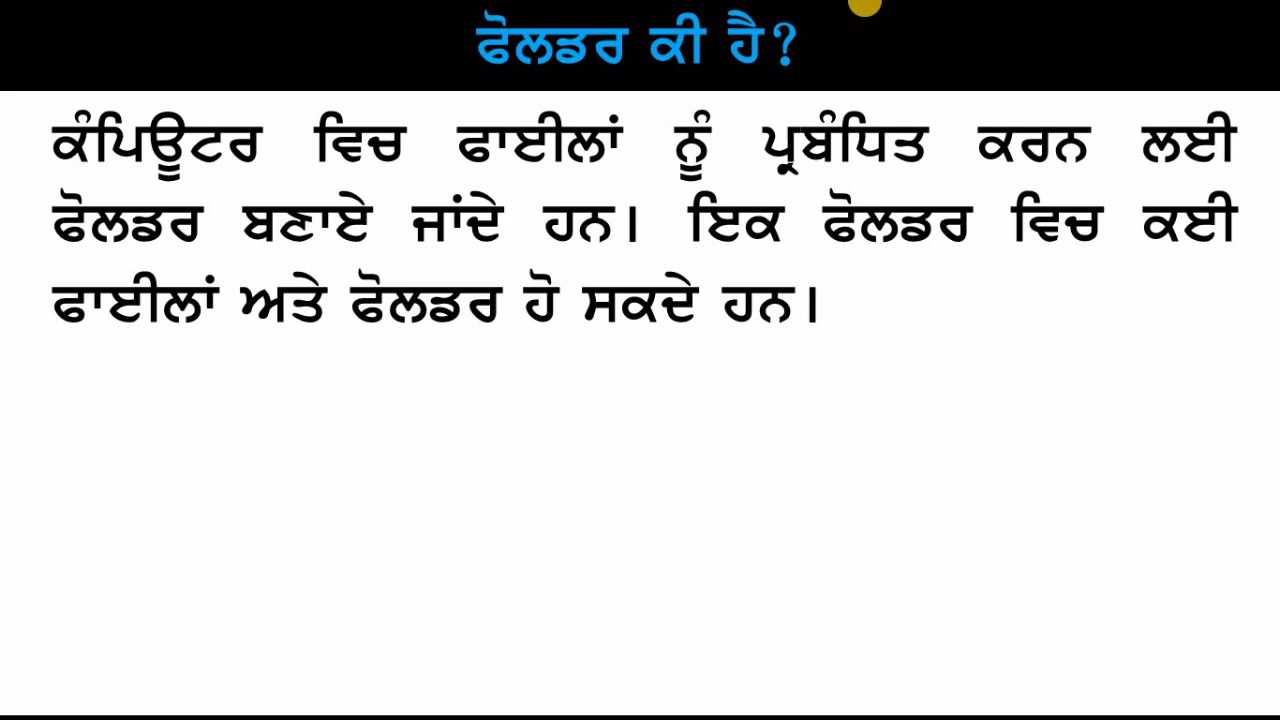 ਫੋਲਡਰ ਕੀ ਹੈ?
ਕੰਪਿਊਟਰ ਵਿਚ ਫਾਈਲਾਂ ਨੂੰ ਪ੍ਰਬੰਧਿਤ ਕਰਨ ਲਈ
ਫੋਲਡਰ ਬਣਾਏ ਜਾਂਦੇ ਹਨ। ਇਕ ਫੋਲਡਰ ਵਿਚ ਕਈ
ਫਾਈਲਾਂ ਅਤੇ ਫੋਲਡਰ ਹੋ ਸਕਦੇ ਹਨ।